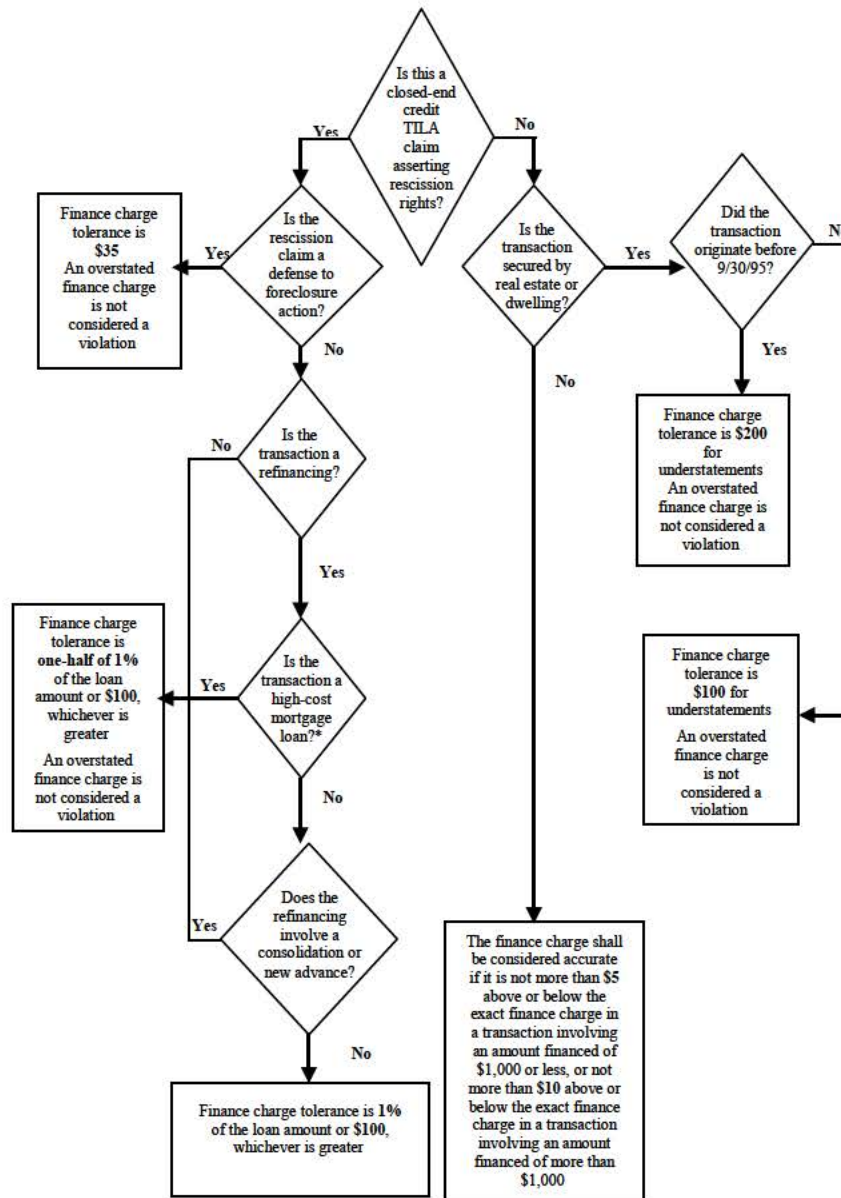 Is this a
closed-end
credit
TILA
claim
asserting
rescission
rights?
Yes
No
Is the
rescission
claim a
defense to
foreclosure
action?
Yes
Finance charge
tolerance is
$35
An overstated
finance charge
is not
considered a
violation
No
Is the
transaction
secured by
real estate or
dwelling?
Yes
Did the
transaction
originate before
9/30/95?
No
Yes
Finance charge
tolerance is $200
for
understatements
An overstated
finance charge is
not considered a
violation
Finance charge
tolerance is
$100 for
understatements
An overstated
finance charge
is not
considered a
violation
No
Is the
transaction a
refinancing?
No
Yes
Is the
transaction a
high-cost
mortgage
loan?*
Yes
Finance charge
tolerance is
one-half of 1%
of the loan
amount or $100,
whichever is
greater
An overstated
finance charge is
not considered a
violation
No
Does the
refinancing
involve a
consolidation or
new advance?
Yes
No
Finance charge tolerance is 1%
of the loan amount or $100,
whichever is greater
The finance charge shall
be considered accurate
if it is not more than $5
above or below the
exact finance charge in
a transaction involving
an amount financed of
$1,000 or less, or not
more than $10 above or
below the exact finance
charge in a transaction
involving an amount
financed of more than
$1,000